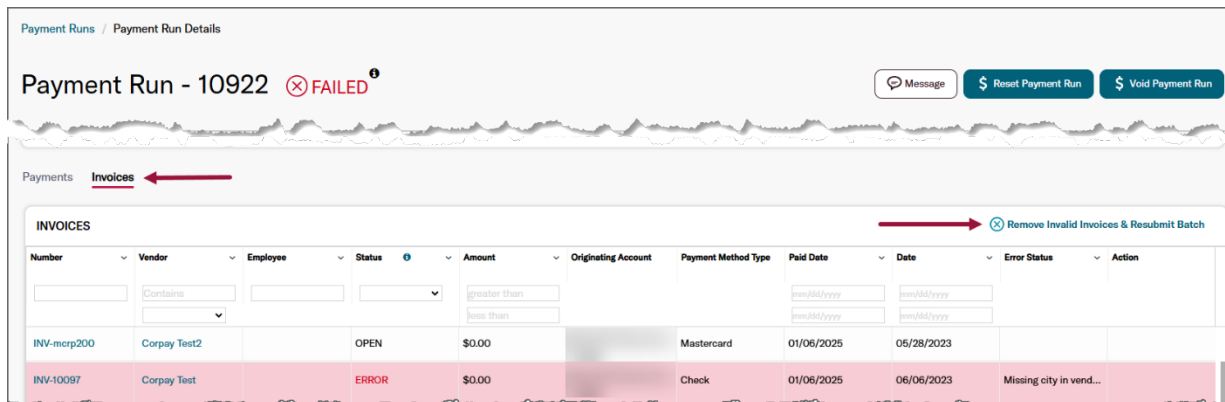 Payment Runs / Payment Run Details
Payment Run - 10922 FAILED
Message $ Reset Payment Run $ Void Payment Run
Payments Invoices
INVOICES Remove Invalid Invoices & Resubmit Batch
Number Vendor Employee Status Amount Originating Account Payment Method Type Paid Date Date Error Status Action
Contains greater than mm/dd/yyyy mm/dd/yyyy
less than mm/dd/yyyy mm/dd/yyyy
INV-mcrp200 Corpay Test2 OPEN $0.00 Mastercard 01/06/2025 05/28/2023
INV-10097 Corpay Test ERROR $0.00 Check 01/06/2025 06/06/2023 Missing city in vend...